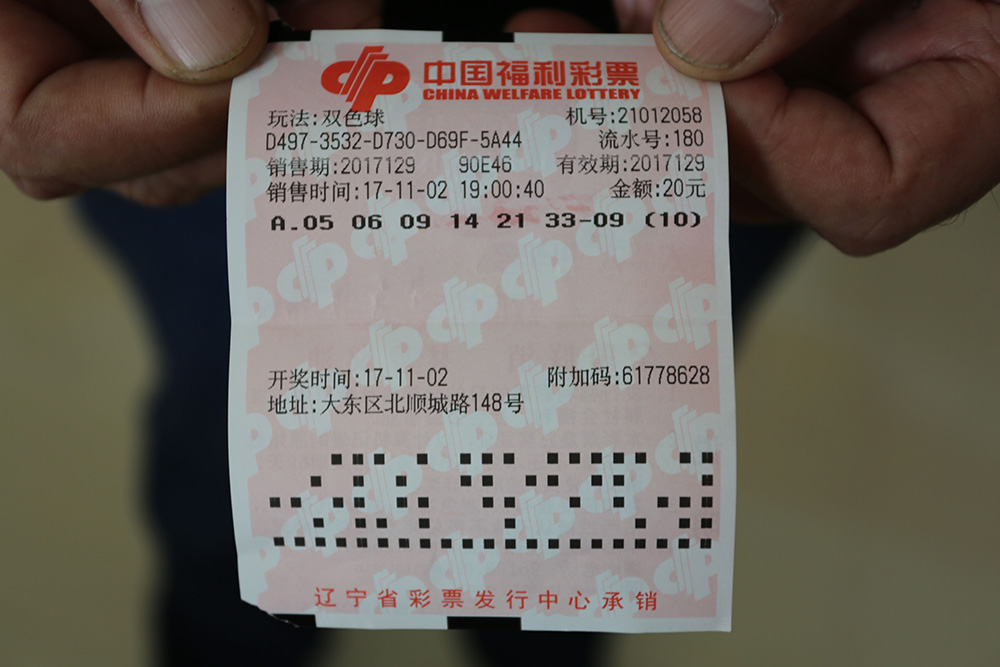 中国福利彩票
CHINA WELFARE LOTTERY
玩法:双色球 机号:21012058
D497-3532-D730-D69F-5A44 流水号:180
销售期:2017129 90E46 有效期:2017129
销售时间:17-11-02 19:00:40 金额:20元
A.05 06 09 14 21 33-09 (10)
开奖时间:17-11-02 附加码:61778628
地址:大东区北顺城路148号
辽宁省彩票发行中心承销